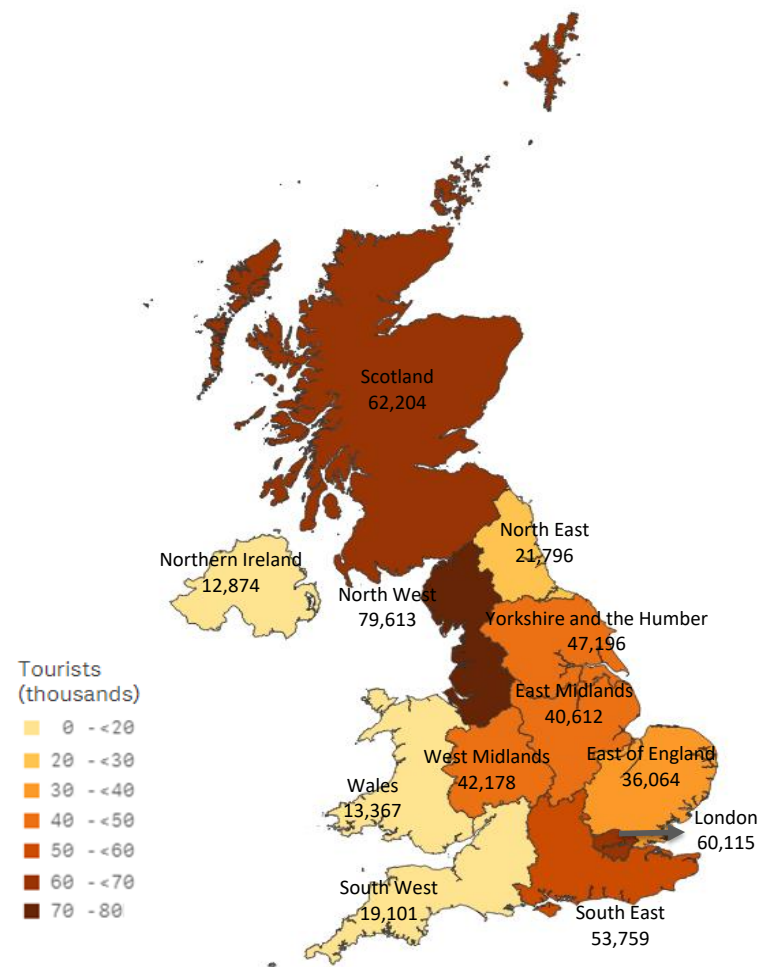 Scotland
62,204
North East
21,796
Northern Ireland
12,874
North West
79,613
Yorkshire and the Humber
47,196
East Midlands
40,612
West Midlands
42,178
East of England
36,064
Wales
13,367
London
60,115
South West
19,101
South East
53,759
Tourists
(thousands)
0 -<20
20 -<30
30 -<40
40 -<50
50 -<60
60 -<70
70 -80